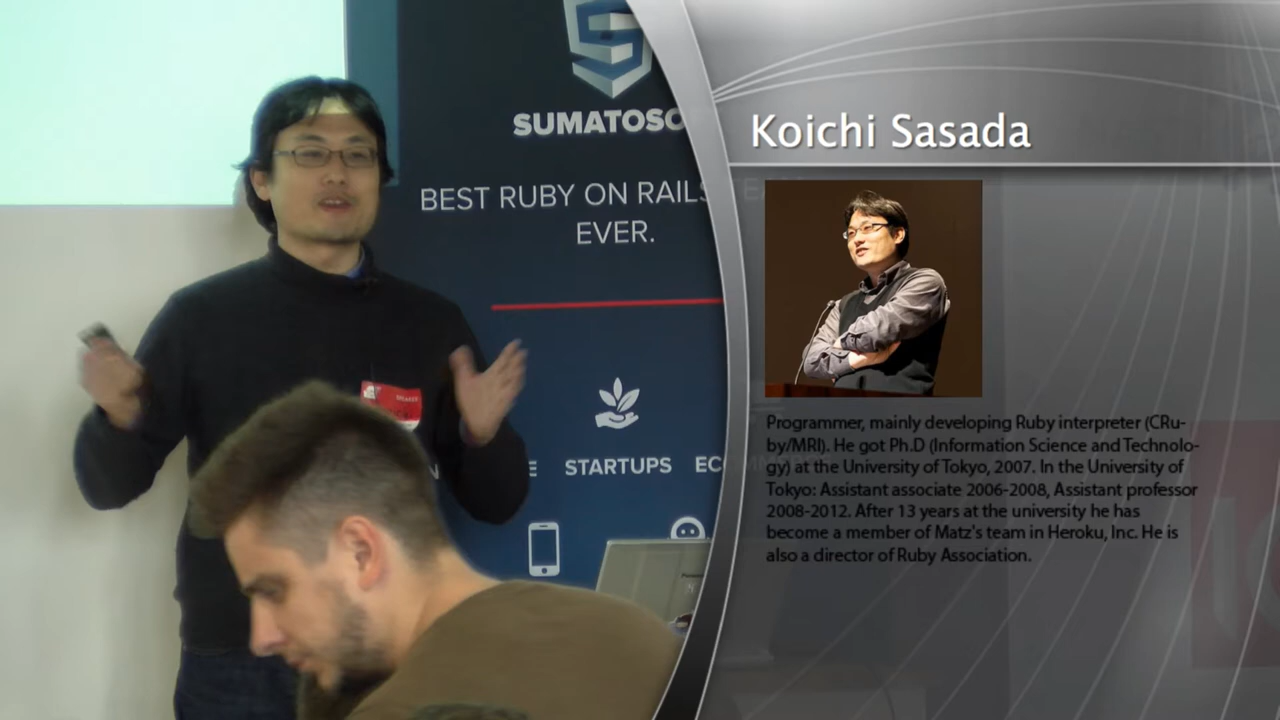 SUMATOSO
BEST RUBY ON RAILS TEAM
EVER.
SPEAKER
STARTUPS
Koichi Sasada
Programmer, mainly developing Ruby interpreter (CRu-
by/MRI). He got Ph.D (Information Science and Technolo-
gy) at the University of Tokyo, 2007. In the University of
Tokyo: Assistant associate 2006-2008, Assistant professor
2008-2012. After 13 years at the university he has
become a member of Matz's team in Heroku, Inc. He is
also a director of Ruby Association.